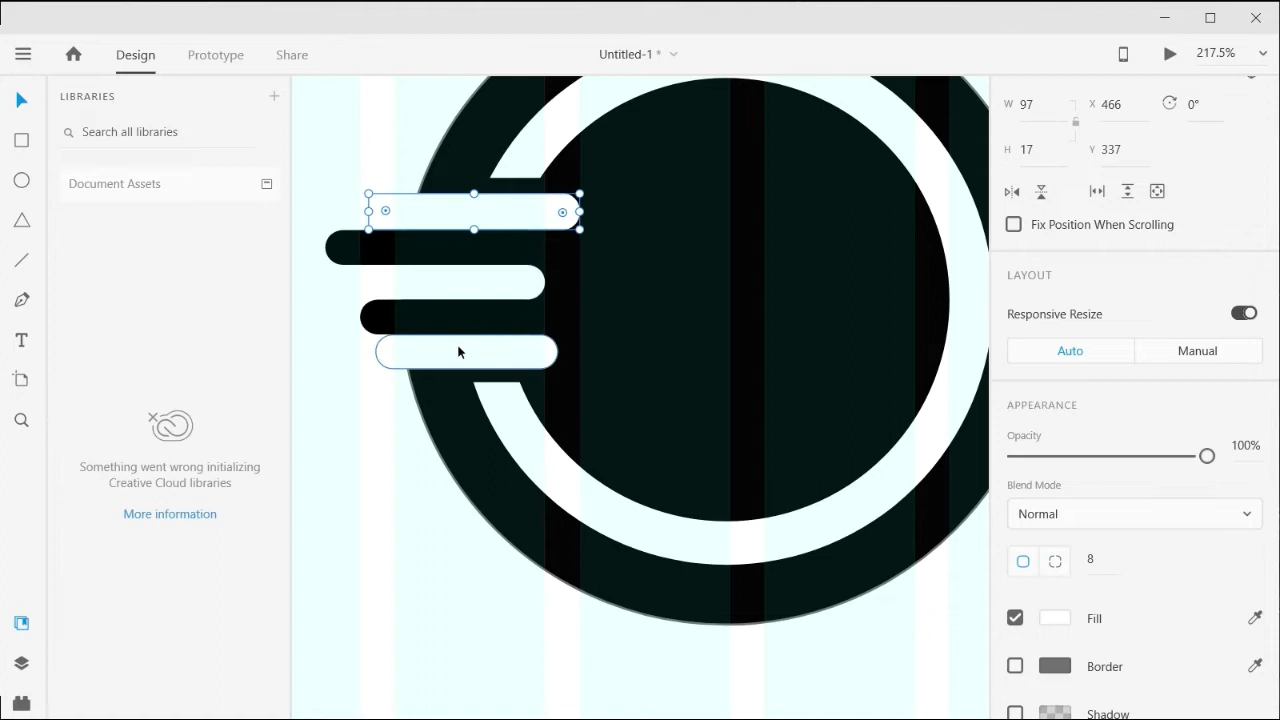 Design Prototype Share Untitled-1 * 217.5%
LIBRARIES
Search all libraries
Document Assets
Something went wrong initializing
Creative Cloud libraries
More information
W 97 X 466 0°
H 17 Y 337
Fix Position When Scrolling
LAYOUT
Responsive Resize
Auto Manual
APPEARANCE
Opacity
100%
Blend Mode
Normal
8
Fill
Border
Shadow